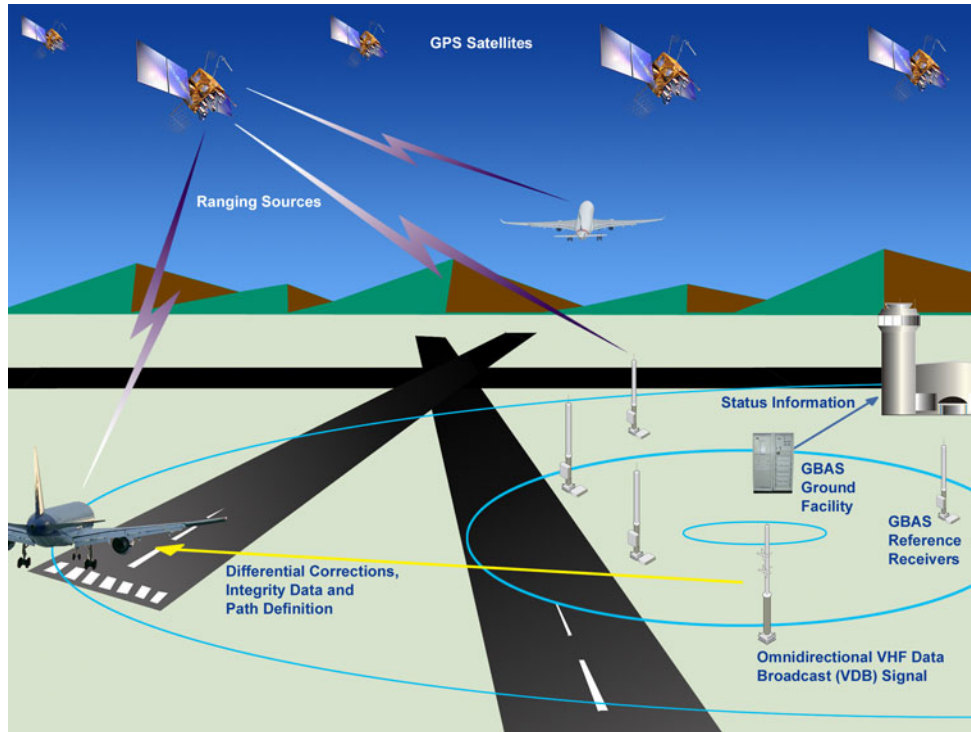 GPS Satellites
Ranging Sources
Status Information
GBAS
Ground
Facility
GBAS
Reference
Receivers
Differential Corrections,
Integrity Data and
Path Definition
Omnidirectional VHF Data
Broadcast (VDB) Signal